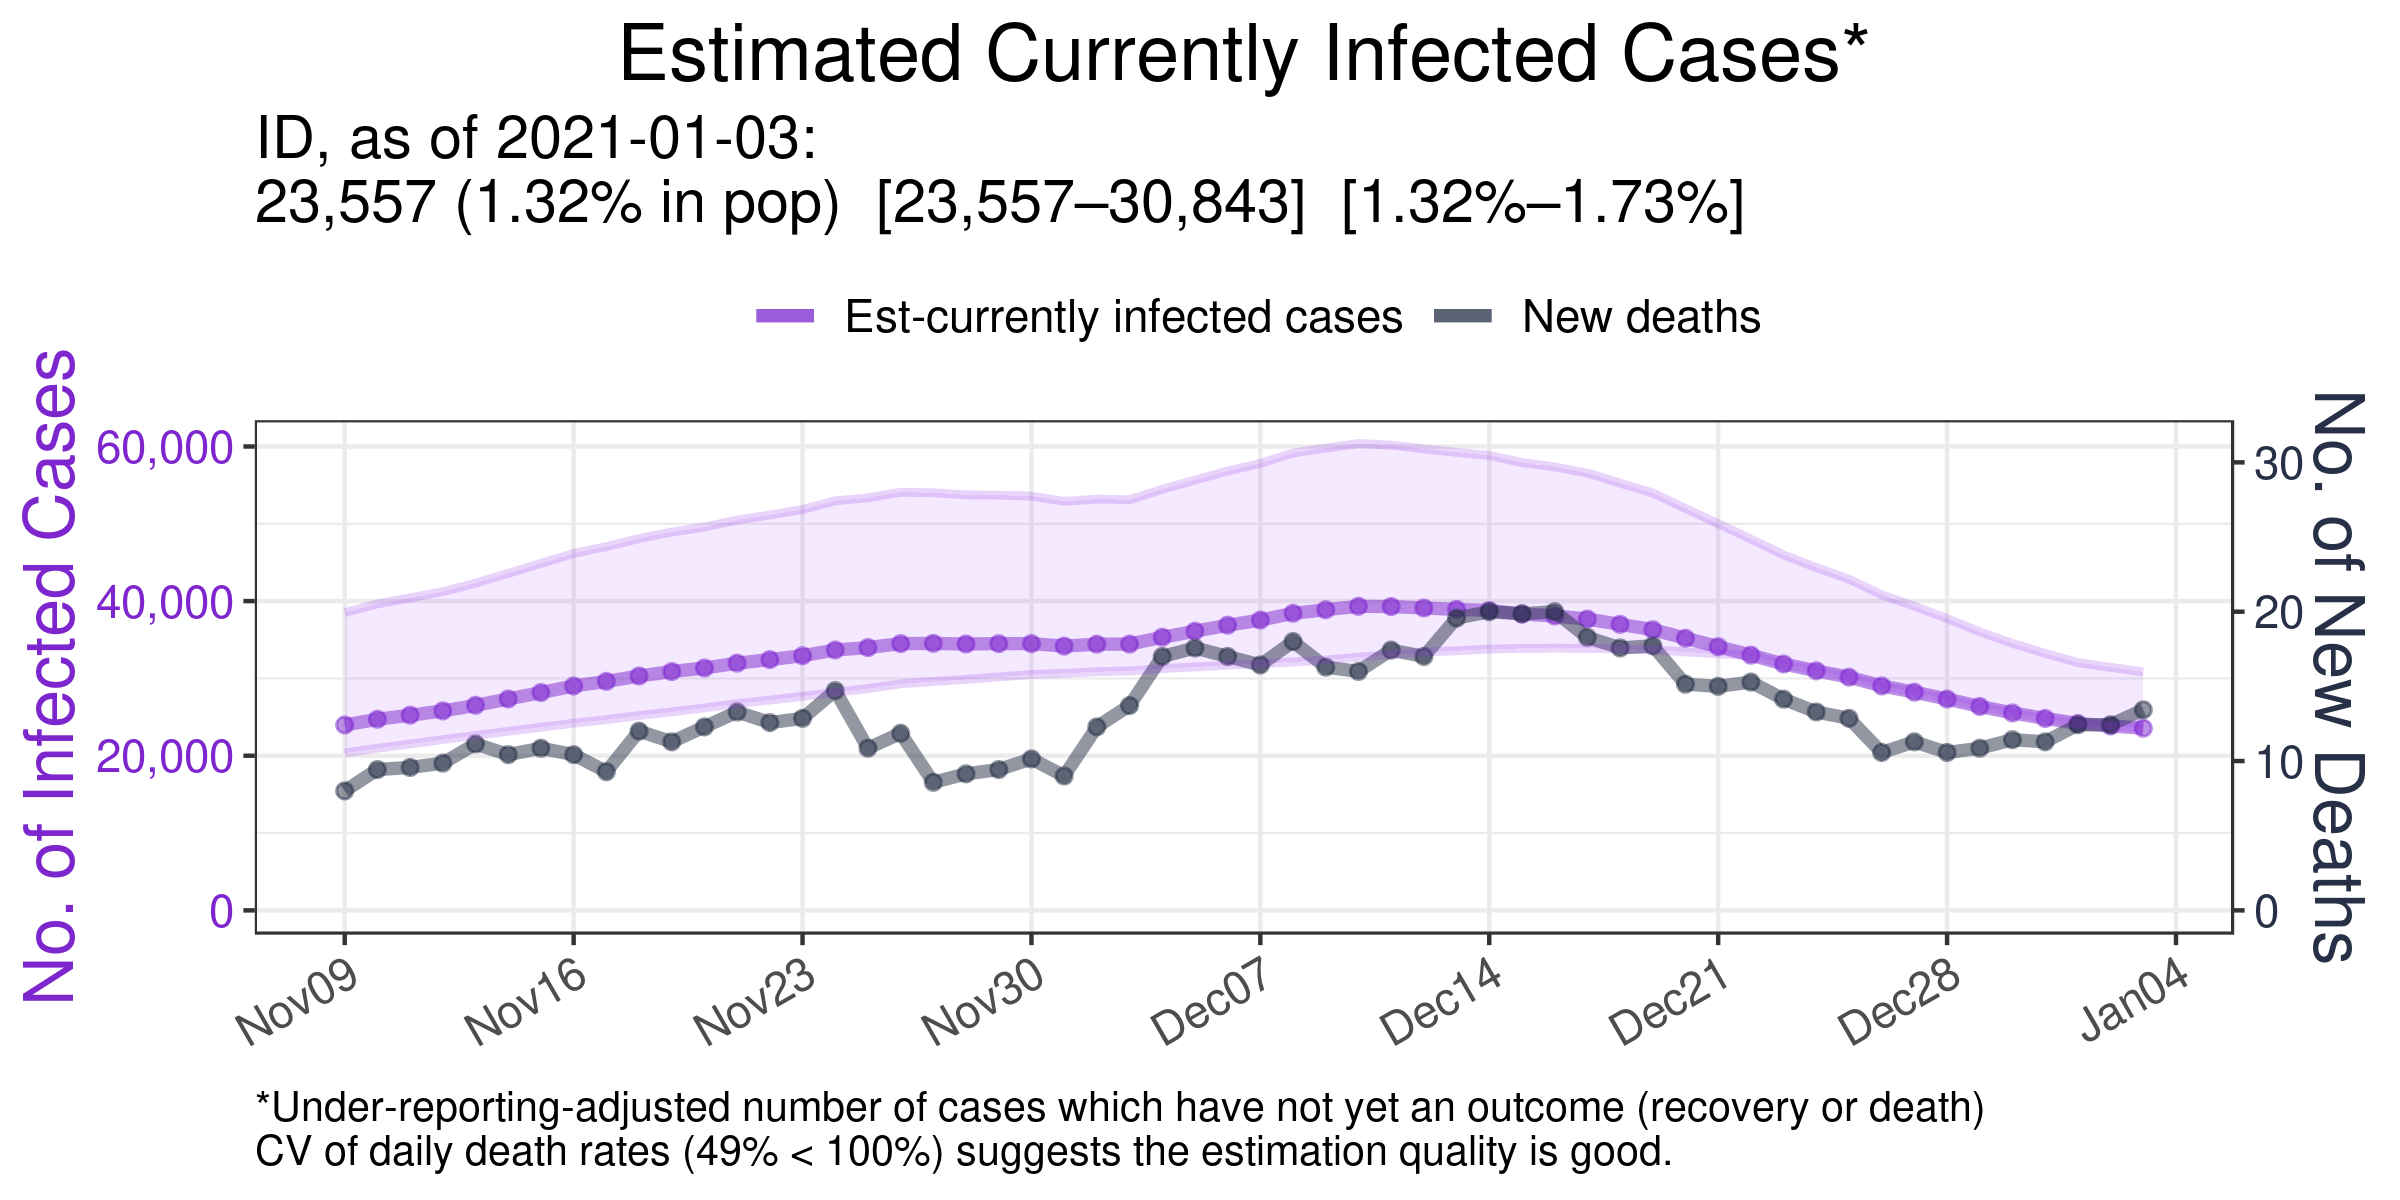 Estimated Currently Infected Cases*
ID, as of 2021-01-03:
23,557 (1.32% in pop)  [23,557–30,843]  [1.32%–1.73%]
Est-currently infected cases
New deaths
No. of Infected Cases
60,000
40,000
20,000
0
30
20
10
0
No. of New Deaths
Nov09
Nov16
Nov23
Nov30
Dec07
Dec14
Dec21
Dec28
Jan04
*Under-reporting-adjusted number of cases which have not yet an outcome (recovery or death)
CV of daily death rates (49% < 100%) suggests the estimation quality is good.